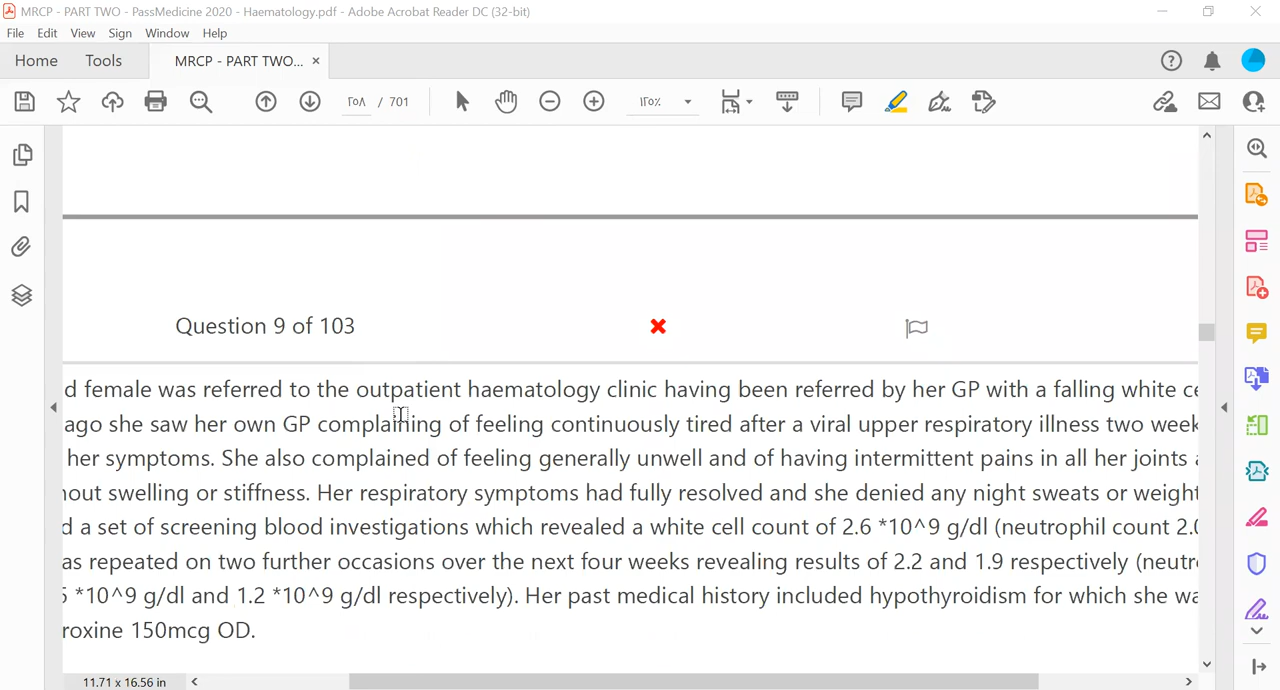 MRCP - PART TWO - PassMedicine 2020 - Haematology.pdf - Adobe Acrobat Reader DC (32-bit)
File Edit View Sign Window Help
Home Tools MRCP - PART TWO... ×
٢٥٨ / 701 ١٢٠%
Question 9 of 103
d female was referred to the outpatient haematology clinic having been referred by her GP with a falling white ce
ago she saw her own GP complaining of feeling continuously tired after a viral upper respiratory illness two week
her symptoms. She also complained of feeling generally unwell and of having intermittent pains in all her joints
hout swelling or stiffness. Her respiratory symptoms had fully resolved and she denied any night sweats or weight
d a set of screening blood investigations which revealed a white cell count of 2.6 *10^9 g/dl (neutrophil count 2.0
as repeated on two further occasions over the next four weeks revealing results of 2.2 and 1.9 respectively (neutr
5 *10^9 g/dl and 1.2 *10^9 g/dl respectively). Her past medical history included hypothyroidism for which she wa
roxine 150mcg OD.
11.71 x 16.56 in